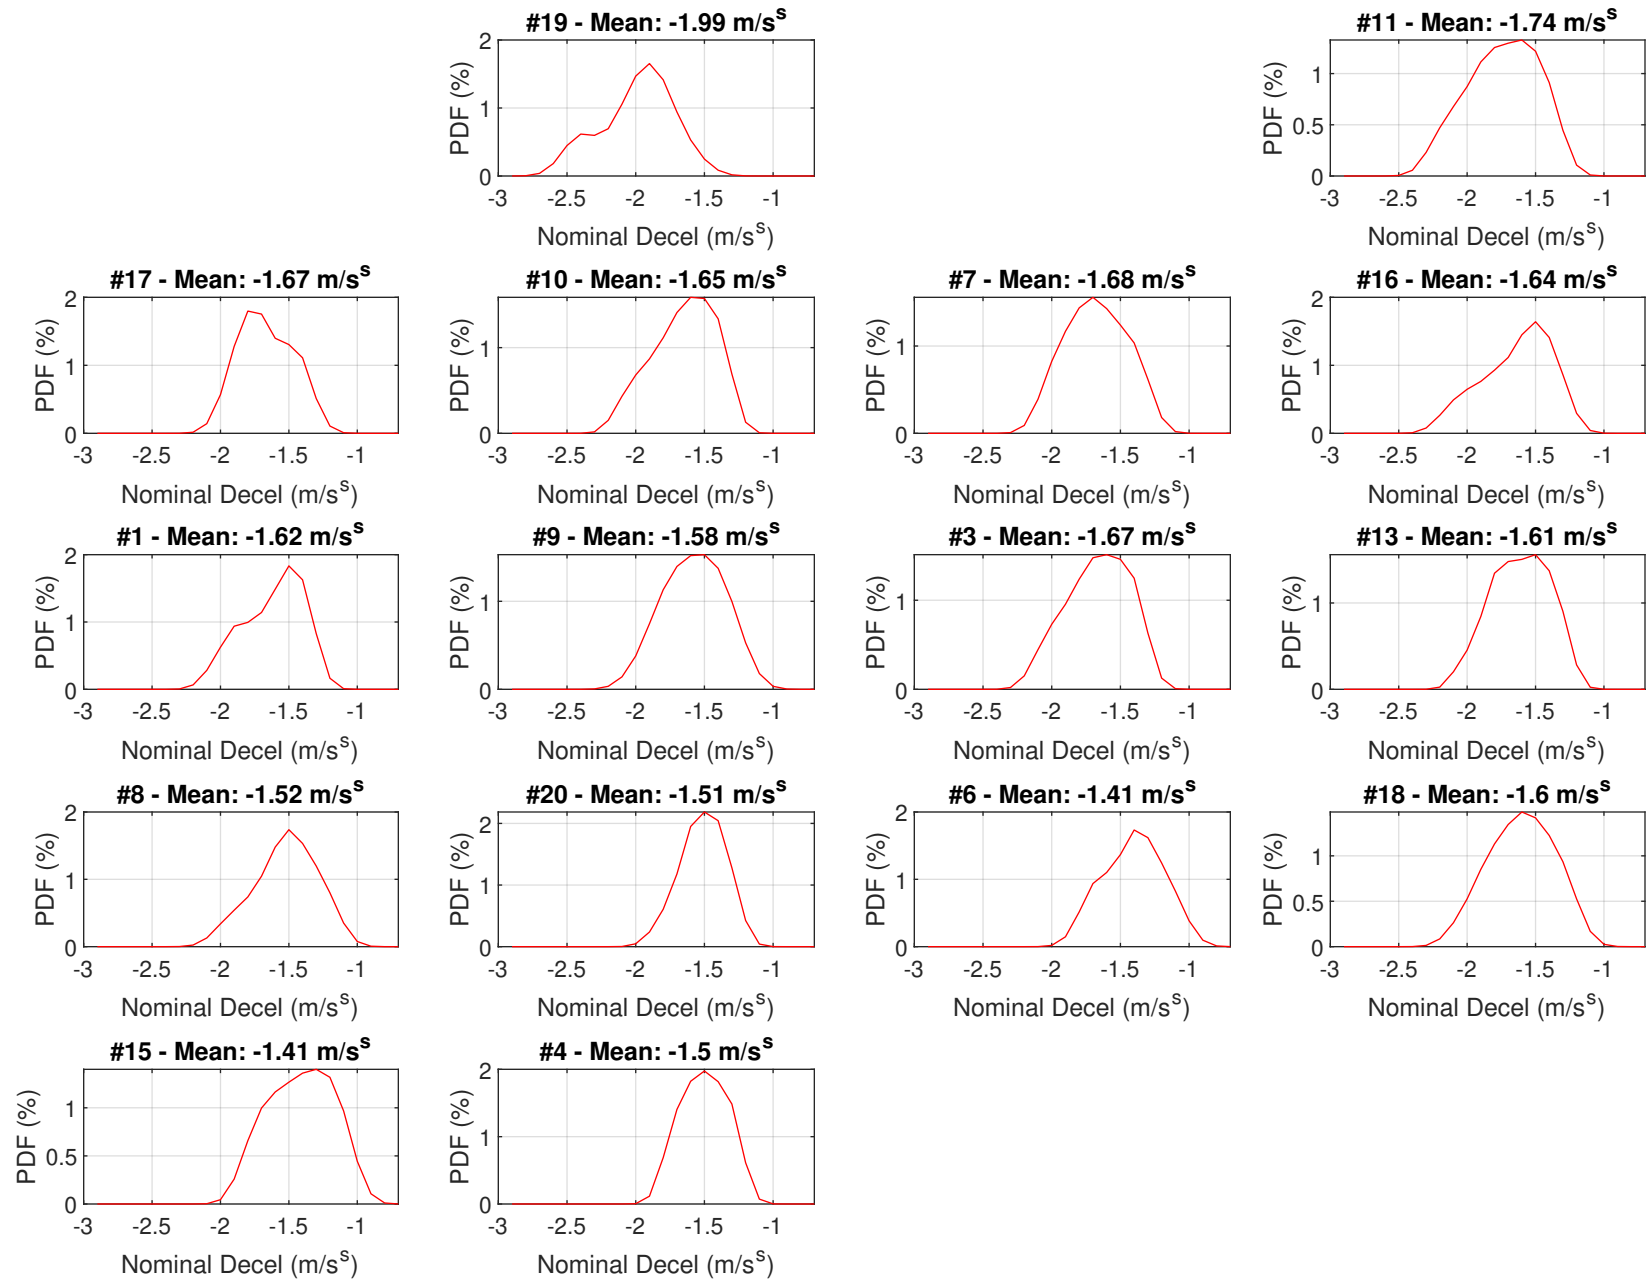 #19 - Mean: -1.99 m/s^s
PDF (%)
2
1
0
-3 -2.5 -2 -1.5 -1
Nominal Decel (m/s^s)
#11 - Mean: -1.74 m/s^s
PDF (%)
1
0.5
0
-3 -2.5 -2 -1.5 -1
Nominal Decel (m/s^s)
#17 - Mean: -1.67 m/s^s
PDF (%)
2
1
0
-3 -2.5 -2 -1.5 -1
Nominal Decel (m/s^s)
#10 - Mean: -1.65 m/s^s
PDF (%)
1
0
-3 -2.5 -2 -1.5 -1
Nominal Decel (m/s^s)
#7 - Mean: -1.68 m/s^s
PDF (%)
1
0
-3 -2.5 -2 -1.5 -1
Nominal Decel (m/s^s)
#16 - Mean: -1.64 m/s^s
PDF (%)
2
1
0
-3 -2.5 -2 -1.5 -1
Nominal Decel (m/s^s)
#1 - Mean: -1.62 m/s^s
PDF (%)
2
1
0
-3 -2.5 -2 -1.5 -1
Nominal Decel (m/s^s)
#9 - Mean: -1.58 m/s^s
PDF (%)
1
0
-3 -2.5 -2 -1.5 -1
Nominal Decel (m/s^s)
#3 - Mean: -1.67 m/s^s
PDF (%)
1
0
-3 -2.5 -2 -1.5 -1
Nominal Decel (m/s^s)
#13 - Mean: -1.61 m/s^s
PDF (%)
1
0
-3 -2.5 -2 -1.5 -1
Nominal Decel (m/s^s)
#8 - Mean: -1.52 m/s^s
PDF (%)
2
1
0
-3 -2.5 -2 -1.5 -1
Nominal Decel (m/s^s)
#20 - Mean: -1.51 m/s^s
PDF (%)
2
1
0
-3 -2.5 -2 -1.5 -1
Nominal Decel (m/s^s)
#6 - Mean: -1.41 m/s^s
PDF (%)
2
1
0
-3 -2.5 -2 -1.5 -1
Nominal Decel (m/s^s)
#18 - Mean: -1.6 m/s^s
PDF (%)
1
0.5
0
-3 -2.5 -2 -1.5 -1
Nominal Decel (m/s^s)
#15 - Mean: -1.41 m/s^s
PDF (%)
1
0.5
0
-3 -2.5 -2 -1.5 -1
Nominal Decel (m/s^s)
#4 - Mean: -1.5 m/s^s
PDF (%)
2
1
0
-3 -2.5 -2 -1.5 -1
Nominal Decel (m/s^s)